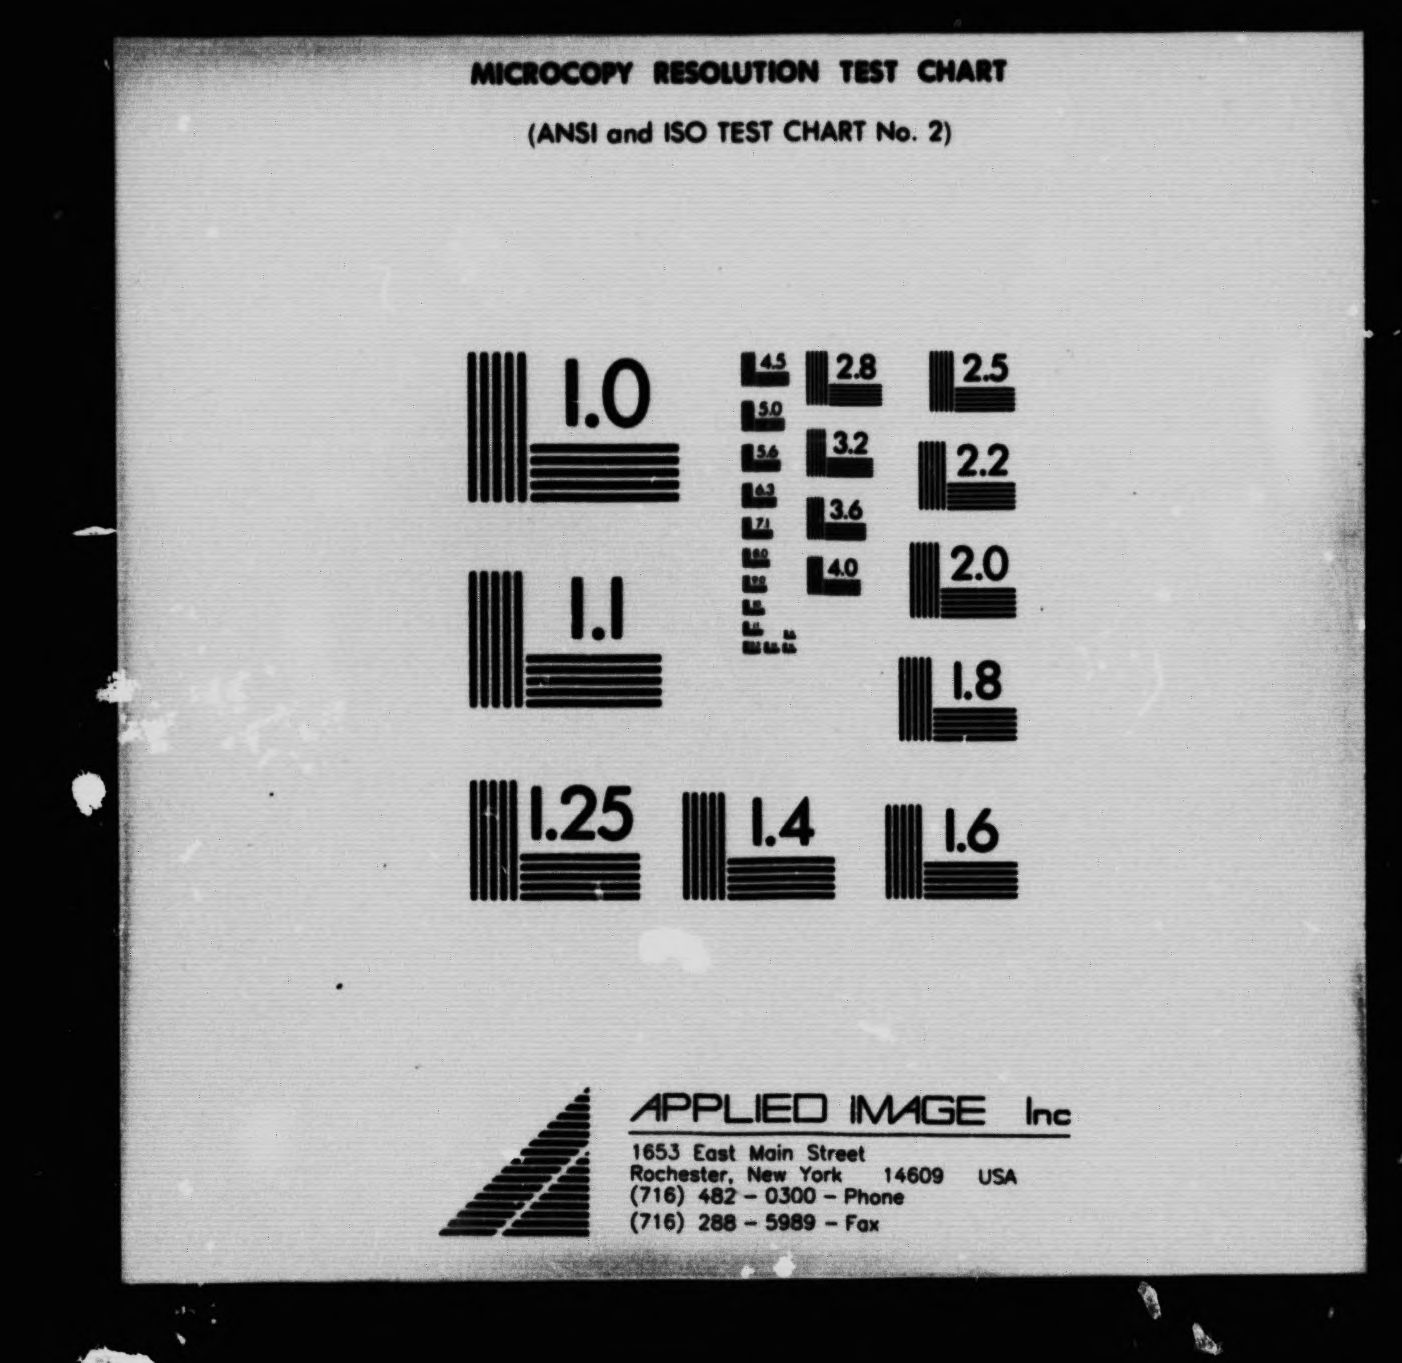 MICROCOPY RESOLUTION TEST CHART
(ANSI and ISO TEST CHART No. 2)
1.0
1.1
1.25
1.4
1.6
1.8
2.0
2.2
2.5
2.8
3.2
3.6
4.0
4.5
5.0
5.6
6.3
7.1
8.0
9.0
APPLIED IMAGE Inc
1653 East Main Street
Rochester, New York 14609 USA
(716) 482 - 0300 - Phone
(716) 288 - 5989 - Fax